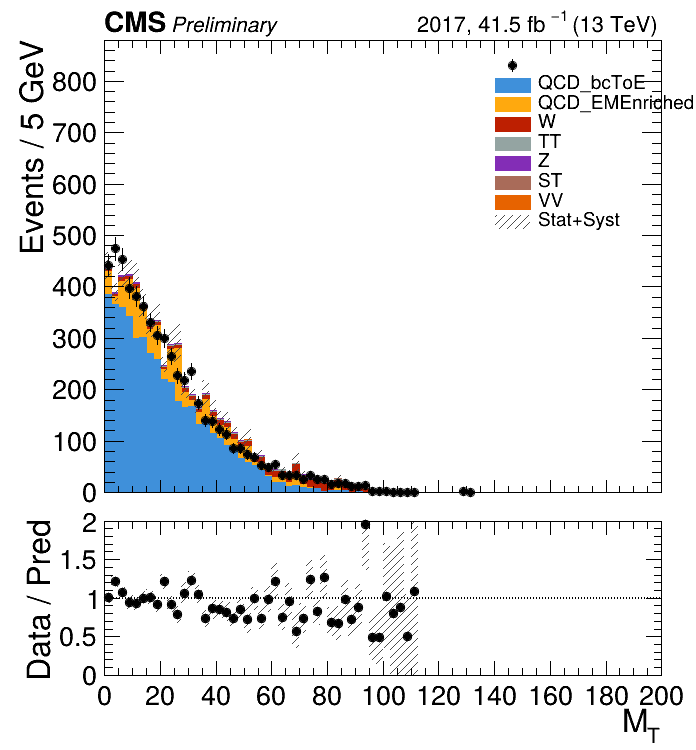 CMS Preliminary 2017, 41.5 fb⁻¹ (13 TeV)
Events / 5 GeV
800
700
600
500
400
300
200
100
0
QCD_bcToE
QCD_EMEnriched
W
TT
Z
ST
VV
Stat+Syst
Data / Pred
2
1.5
1
0.5
0
0 20 40 60 80 100 120 140 160 180 200
M_T